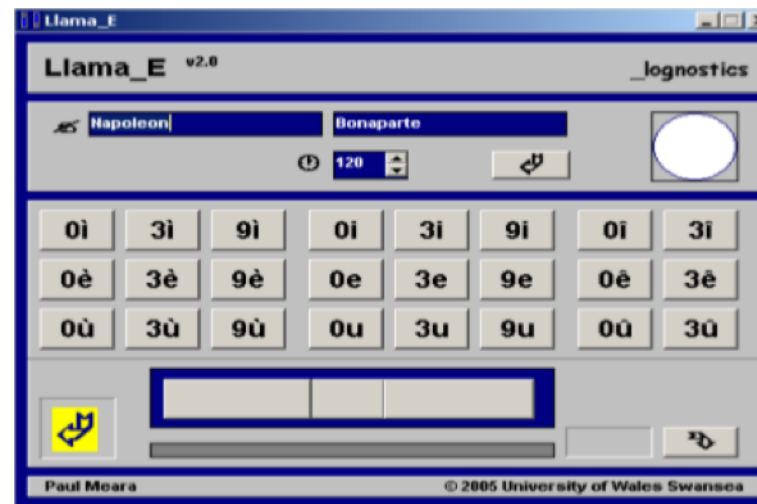 Llama_E
Llama_E v2.0 _lognostics
Napoleon Bonaparte
120
0ì 3ì 9ì 0i 3i 9i 0î 3î
0è 3è 9è 0e 3e 9e 0ê 3ê
0ù 3ù 9ù 0u 3u 9u 0û 3û
Paul Meara © 2005 University of Wales Swansea